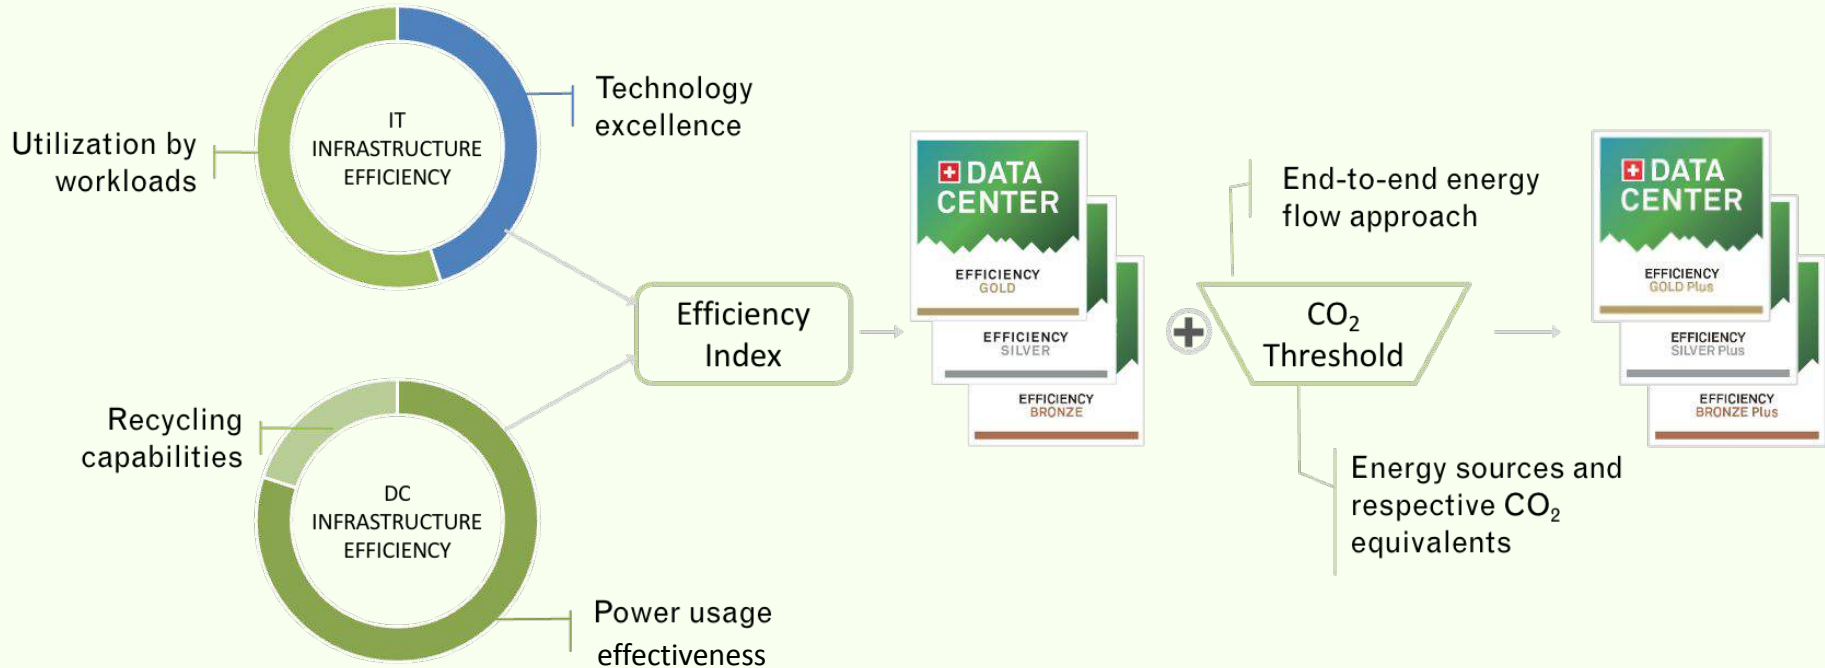 Utilization by
workloads
IT
INFRASTRUCTURE
EFFICIENCY
Technology
excellence
Recycling
capabilities
DC
INFRASTRUCTURE
EFFICIENCY
Power usage
effectiveness
Efficiency
Index
DATA
CENTER
EFFICIENCY
GOLD
EFFICIENCY
SILVER
EFFICIENCY
BRONZE
End-to-end energy
flow approach
CO₂
Threshold
Energy sources and
respective CO₂
equivalents
DATA
CENTER
EFFICIENCY
GOLD Plus
EFFICIENCY
SILVER Plus
EFFICIENCY
BRONZE Plus